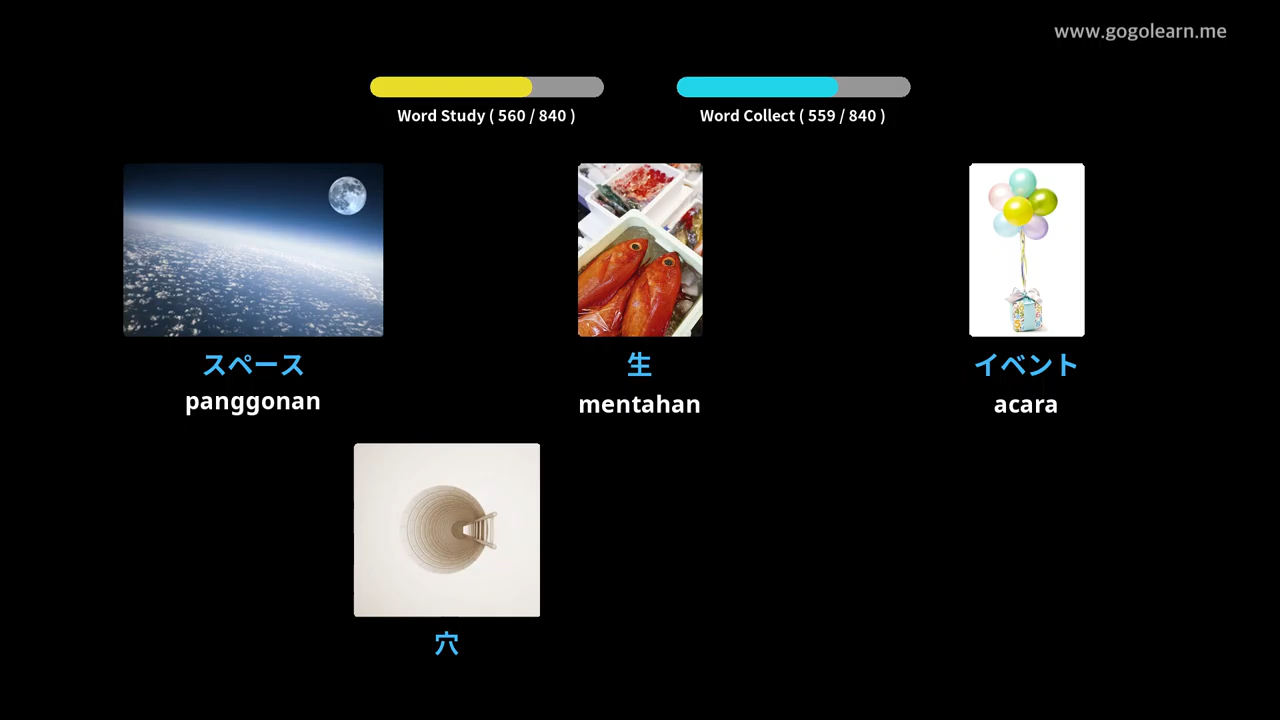 www.gogolearn.me
Word Study ( 560 / 840 )
Word Collect ( 559 / 840 )
スペース
panggonan
生
mentahan
イベント
acara
穴